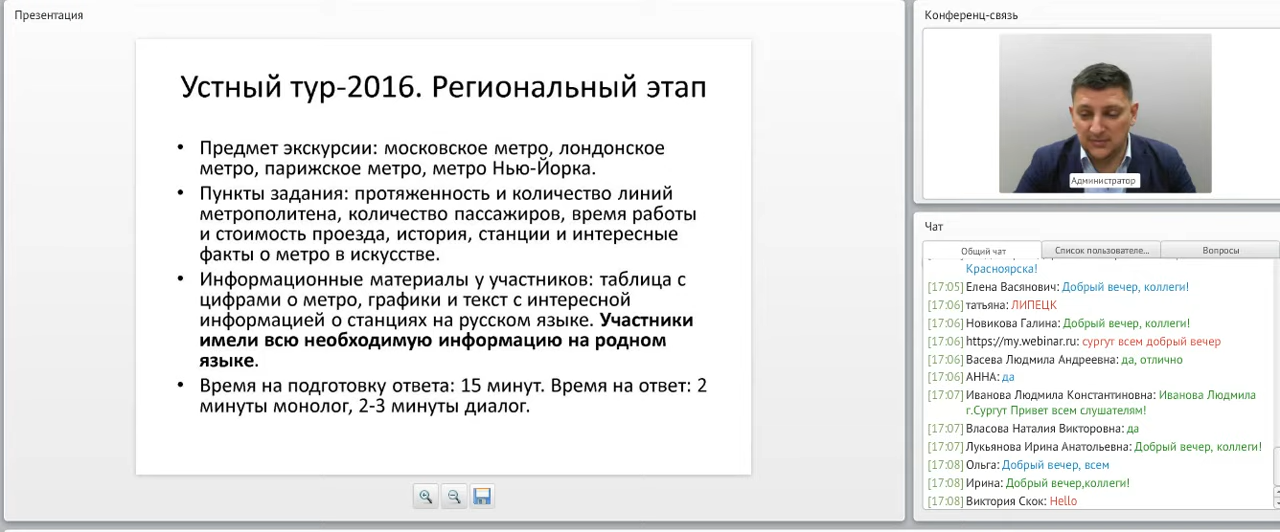 Презентация
Устный тур-2016. Региональный этап
• Предмет экскурсии: московское метро, лондонское
метро, парижское метро, метро Нью-Йорка.
• Пункты задания: протяженность и количество линий
метрополитена, количество пассажиров, время работы
и стоимость проезда, история, станции и интересные
факты о метро в искусстве.
• Информационные материалы у участников: таблица с
цифрами о метро, графики и текст с интересной
информацией о станциях на русском языке. Участники
имели всю необходимую информацию на родном
языке.
• Время на подготовку ответа: 15 минут. Время на ответ: 2
минуты монолог, 2-3 минуты диалог.
Конференц-связь
Администратор
Чат
Общий чат
Список пользователе...
Вопросы
Красноярска!
[17:05] Елена Васянович: Добрый вечер, коллеги!
[17:06] татьяна: ЛИПЕЦК
[17:06] Новикова Галина: Добрый вечер, коллеги!
[17:06] https://my.webinar.ru: сургут всем добрый вечер
[17:06] Васева Людмила Андреевна: да, отлично
[17:06] АННА: да
[17:07] Иванова Людмила Константиновна: Иванова Людмила
г.Сургут Привет всем слушателям!
[17:07] Власова Наталия Викторовна: да
[17:07] Лукьянова Ирина Анатольевна: Добрый вечер, коллеги!
[17:08] Ольга: Добрый вечер, всем
[17:08] Ирина: Добрый вечер,коллеги!
[17:08] Виктория Скок: Hello